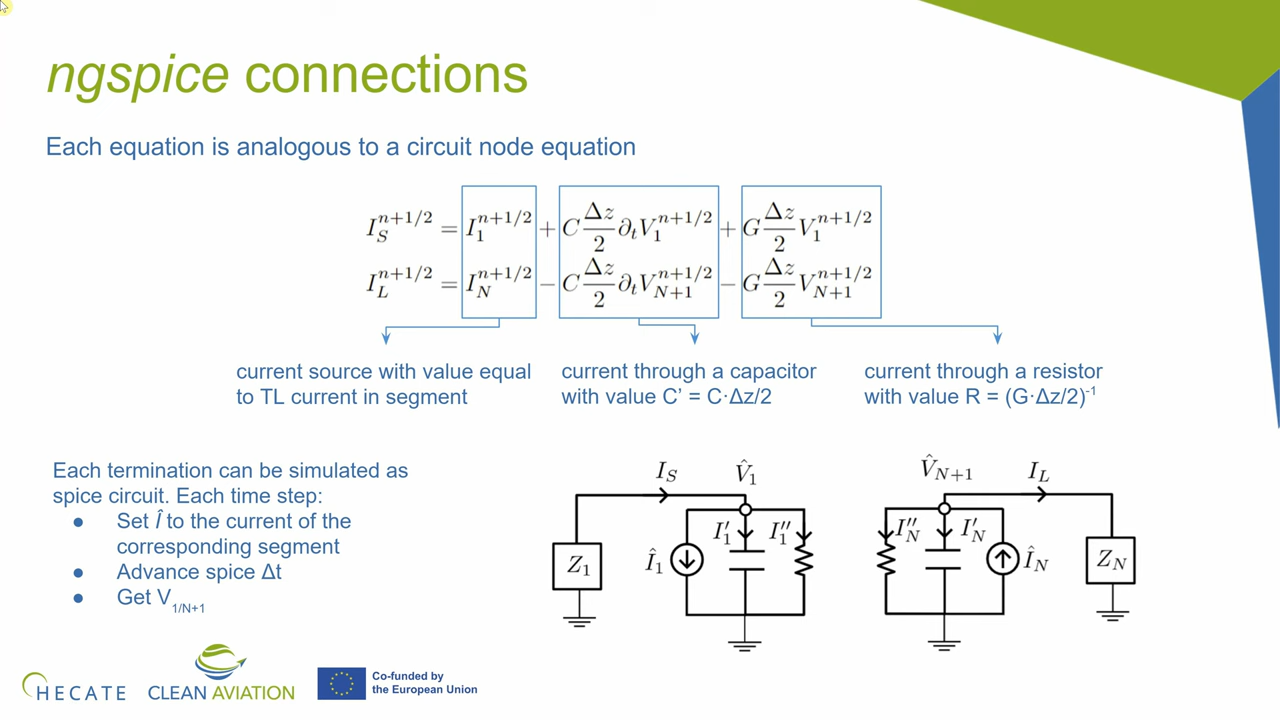 ngspice connections
Each equation is analogous to a circuit node equation
I_S^{n+1/2} = I_1^{n+1/2} + C \frac{Δz}{2} ∂_t V_1^{n+1/2} + G \frac{Δz}{2} V_1^{n+1/2}
I_L^{n+1/2} = I_N^{n+1/2} − C \frac{Δz}{2} ∂_t V_{N+1}^{n+1/2} − G \frac{Δz}{2} V_{N+1}^{n+1/2}
current source with value equal
to TL current in segment
current through a capacitor
with value C’ = C·Δz/2
current through a resistor
with value R = (G·Δz/2)^{-1}
Each termination can be simulated as
spice circuit. Each time step:
● Set Î to the current of the
corresponding segment
● Advance spice Δt
● Get V_{1/N+1}
I_S
V̂_1
Z_1
Î_1
I'_1
I''_1
V̂_{N+1}
I_L
I''_N
I'_N
Î_N
Z_N
HECATE
CLEAN AVIATION
Co-funded by
the European Union